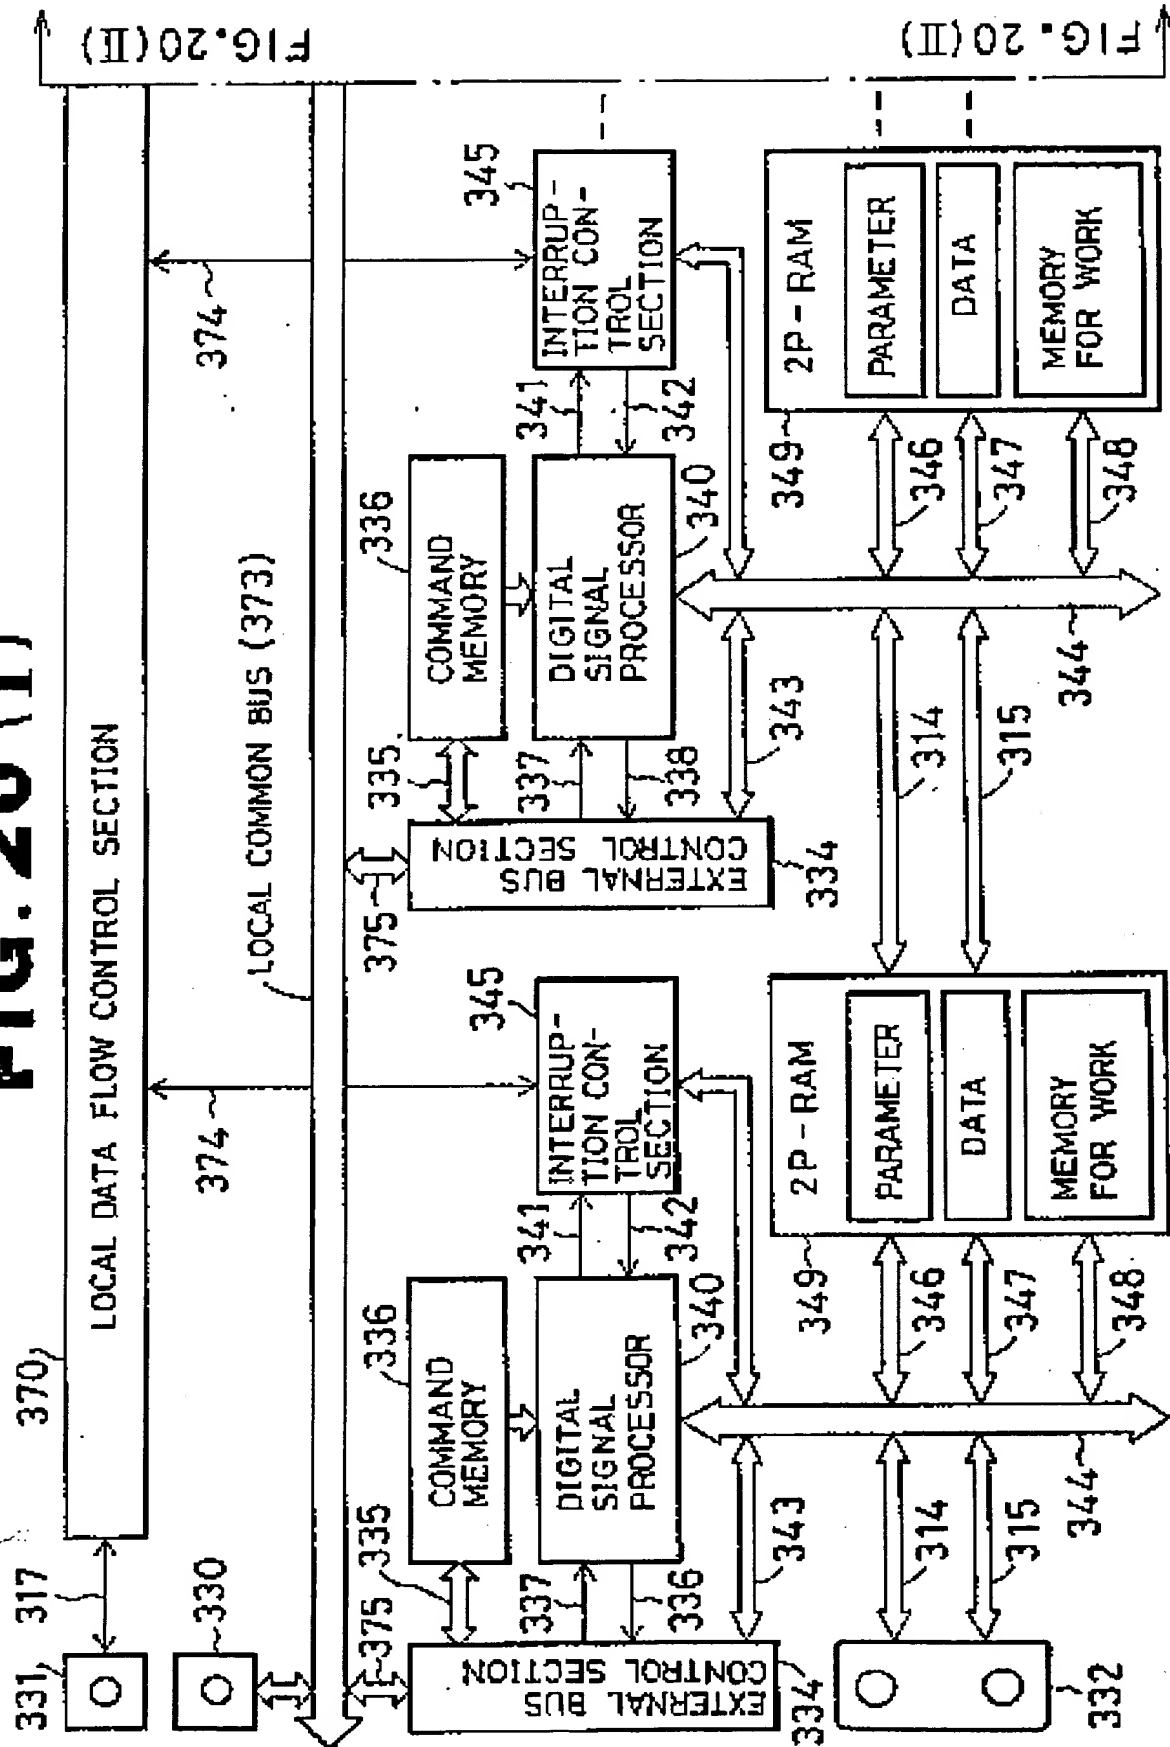 FIG. 20 (I)
FIG. 20 (II)
FIG. 20 (II)
331
317
370
LOCAL DATA FLOW CONTROL SECTION
330
LOCAL COMMON BUS (373)
374
374
375
375
335
336
COMMAND
MEMORY
345
INTERRUP-
TION CON-
TROL
SECTION
341
342
337
336
DIGITAL
SIGNAL
PROCESSOR
340
EXTERNAL BUS
CONTROL SECTION
334
343
335
336
COMMAND
MEMORY
345
INTERRUP-
TION CON-
TROL
SECTION
341
342
337
338
DIGITAL
SIGNAL
PROCESSOR
340
EXTERNAL BUS
CONTROL SECTION
334
343
332
314
315
344
346
347
348
349
2P-RAM
PARAMETER
DATA
MEMORY
FOR WORK
314
315
344
346
347
348
349
2P-RAM
PARAMETER
DATA
MEMORY
FOR WORK